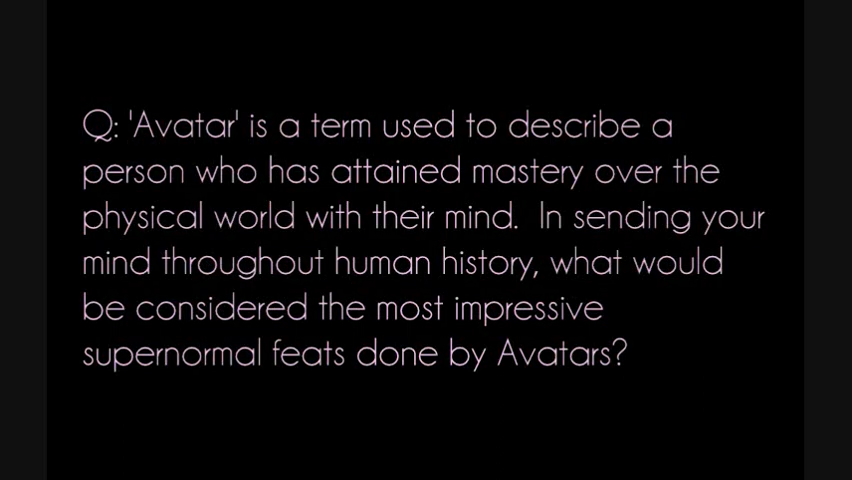 Q: 'Avatar' is a term used to describe a
person who has attained mastery over the
physical world with their mind.  In sending your
mind throughout human history, what would
be considered the most impressive
supernormal feats done by Avatars?